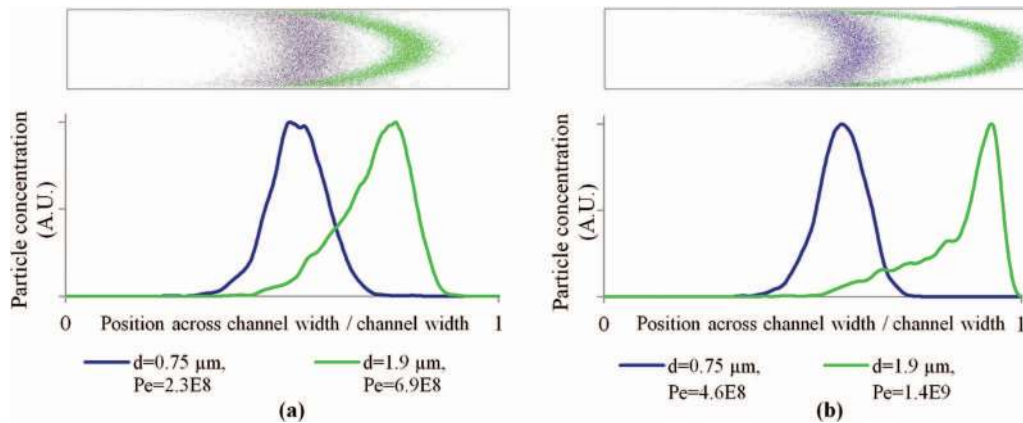 Particle concentration
(A.U.)
0
Position across channel width / channel width
1
d=0.75 µm,
Pe=2.3E8
d=1.9 µm,
Pe=6.9E8
(a)
Particle concentration
(A.U.)
0
Position across channel width / channel width
1
d=0.75 µm,
Pe=4.6E8
d=1.9 µm,
Pe=1.4E9
(b)